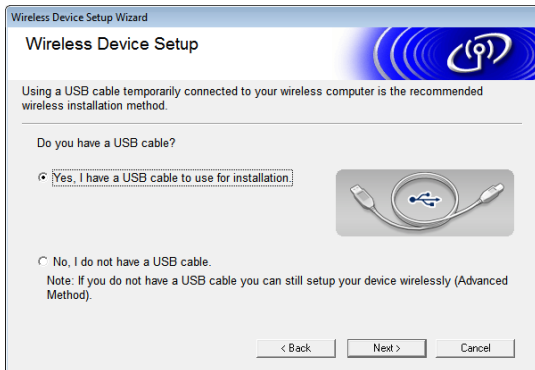 Wireless Device Setup Wizard
Wireless Device Setup
Using a USB cable temporarily connected to your wireless computer is the recommended
wireless installation method.
Do you have a USB cable?
Yes, I have a USB cable to use for installation.
No, I do not have a USB cable.
Note: If you do not have a USB cable you can still setup your device wirelessly (Advanced
Method).
< Back
Next >
Cancel